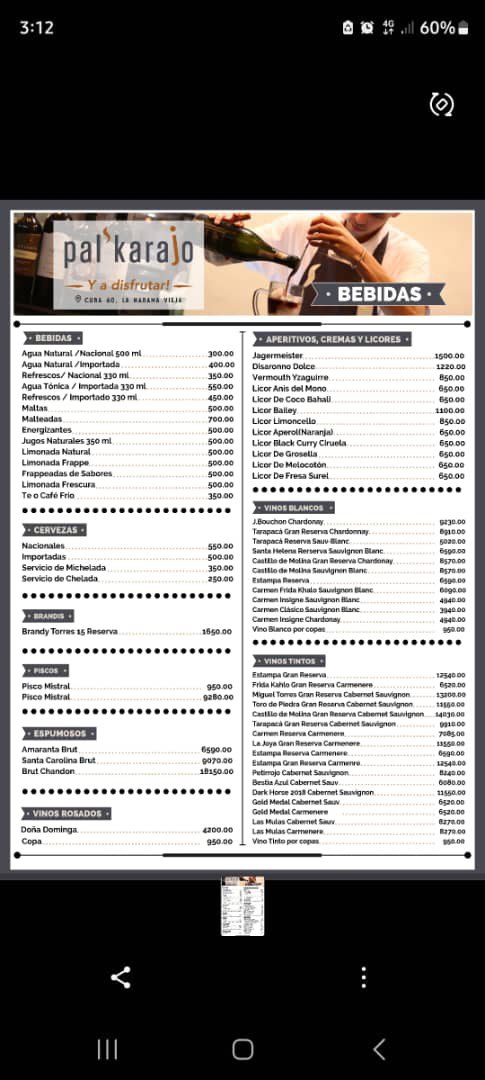 3:12
4G
60%
pal's karajo
Y a disfrutar!
CUBA 60, LA HABANA VIEJA
BEBIDAS
BEBIDAS
Agua Natural /Nacional 500 ml 300.00
Agua Natural /Importada 400.00
Refrescos/ Nacional 330 ml 350.00
Agua Tónica / Importada 330 ml 550.00
Refrescos / Importado 330 ml 450.00
Maltas 500.00
Malteadas 700.00
Energizantes 500.00
Jugos Naturales 350 ml 500.00
Limonada Natural 500.00
Limonada Frappe 500.00
Frappeadas de Sabores 500.00
Limonada Frescura 500.00
Te o Café Frío 350.00
CERVEZAS
Nacionales 550.00
Importadas 500.00
Servicio de Michelada 350.00
Servicio de Chelada 250.00
BRANDIS
Brandy Torres 15 Reserva 1650.00
PISCOS
Pisco Mistral 950.00
Pisco Mistral 9280.00
ESPUMOSOS
Amaranta Brut 6590.00
Santa Carolina Brut 9070.00
Brut Chandon 18150.00
VINOS ROSADOS
Doña Dominga 4200.00
Copa 950.00
APERITIVOS, CREMAS Y LICORES
Jagermeister 1500.00
Disaronno Dolce 1220.00
Vermouth Yzaguirre 850.00
Licor Anis del Mono 650.00
Licor De Coco Bahali 650.00
Licor Bailey 1100.00
Licor Limoncello 850.00
Licor Aperol(Naranja) 650.00
Licor Black Curry Ciruela 650.00
Licor De Grosella 650.00
Licor De Melocotón 650.00
Licor De Fresa Surel 650.00
VINOS BLANCOS
J.Bouchon Chardonay 9230.00
Tarapacá Gran Reserva Chardonnay 8910.00
Tarapacá Reserva Sauv-Blanc 5020.00
Santa Helena Rerserva Sauvignon Blanc 6590.00
Castillo de Molina Gran Reserva Chardonay 8570.00
Castillo de Molina Sauvignon Blanc 8570.00
Estampa Reserva 6590.00
Carmen Frida Khalo Sauvignon Blanc 6090.00
Carmen Insigne Sauvignon Blanc 4940.00
Carmen Clásico Sauvignon Blanc 3940.00
Carmen Insigne Chardonay 4940.00
Vino Blanco por copas 950.00
VINOS TINTOS
Estampa Gran Reserva 12540.00
Frida Kahlo Gran Reserva Carmenere 6520.00
Miguel Torres Gran Reserva Cabernet Sauvignon 13200.00
Toro de Piedra Gran Reserva Cabernet Sauvignon 11550.00
Castillo de Molina Gran Reserva Cabernet Sauvignon 14030.00
Tarapacá Gran Reserva Cabernet Sauvignon 9910.00
Carmen Reserva Carmenere 7085.00
La Joya Gran Reserva Carmenere 11550.00
Estampa Reserva Carmenere 6590.00
Estampa Gran Reserva Carmenre 12540.00
Petirrojo Cabernet Sauvignon 8240.00
Bestia Azul Cabernet Sauv 6080.00
Dark Horse 2018 Cabernet Sauvignon 11550.00
Gold Medal Cabernet Sauv 6520.00
Gold Medal Carmenere 6520.00
Las Mulas Cabernet Sauv 8270.00
Las Mulas Carmenere 8270.00
Vino Tinto por copas 950.00